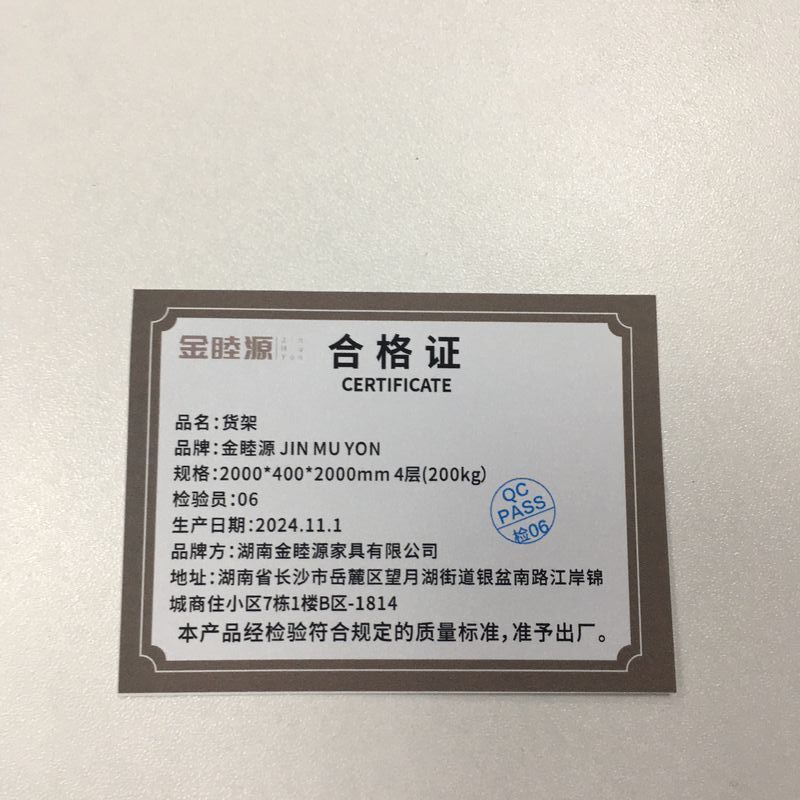 金睦源
合格证
CERTIFICATE
品名:货架
品牌:金睦源 JIN MU YON
规格:2000*400*2000mm 4层(200kg)
检验员:06
生产日期:2024.11.1
品牌方:湖南金睦源家具有限公司
地址:湖南省长沙市岳麓区望月湖街道银盆南路江岸锦
城商住小区7栋1楼B区-1814
本产品经检验符合规定的质量标准,准予出厂。
QC
PASS
检06